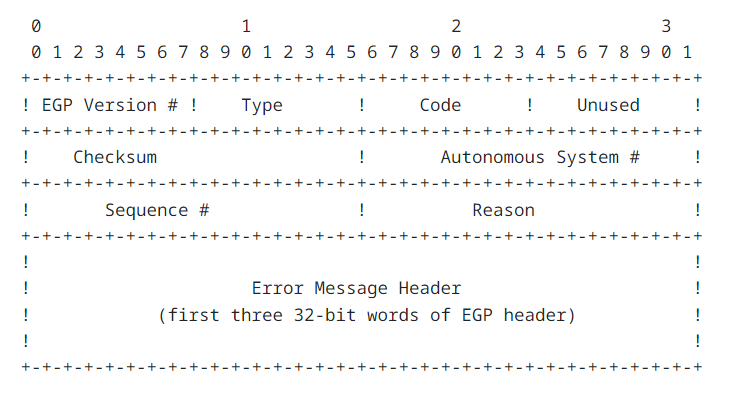 0                   1                   2                   3
 0 1 2 3 4 5 6 7 8 9 0 1 2 3 4 5 6 7 8 9 0 1 2 3 4 5 6 7 8 9 0 1
+-+-+-+-+-+-+-+-+-+-+-+-+-+-+-+-+-+-+-+-+-+-+-+-+-+-+-+-+-+-+-+-+
! EGP Version # !    Type       !     Code      !    Unused     !
+-+-+-+-+-+-+-+-+-+-+-+-+-+-+-+-+-+-+-+-+-+-+-+-+-+-+-+-+-+-+-+-+
!    Checksum                   !       Autonomous System #     !
+-+-+-+-+-+-+-+-+-+-+-+-+-+-+-+-+-+-+-+-+-+-+-+-+-+-+-+-+-+-+-+-+
!       Sequence #              !          Reason               !
+-+-+-+-+-+-+-+-+-+-+-+-+-+-+-+-+-+-+-+-+-+-+-+-+-+-+-+-+-+-+-+-+
!                                                               !
!                     Error Message Header                      !
!            (first three 32-bit words of EGP header)           !
!                                                               !
+-+-+-+-+-+-+-+-+-+-+-+-+-+-+-+-+-+-+-+-+-+-+-+-+-+-+-+-+-+-+-+-+